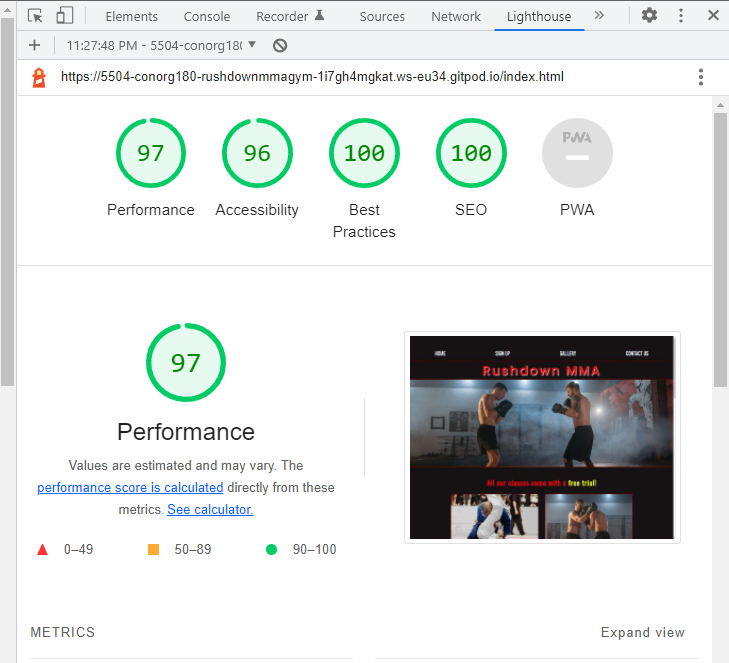 Elements Console Recorder Sources Network Lighthouse
11:27:48 PM - 5504-conorg180
https://5504-conorg180-rushdownmmagym-1i7gh4mgkat.ws-eu34.gitpod.io/index.html
97 96 100 100 PWA
Performance Accessibility Best Practices SEO PWA
97
Performance
Values are estimated and may vary. The
performance score is calculated directly from these
metrics. See calculator.
0–49 50–89 90–100
HOME SIGN UP GALLERY CONTACT US
Rushdown MMA
All our classes come with a free trial!
METRICS Expand view